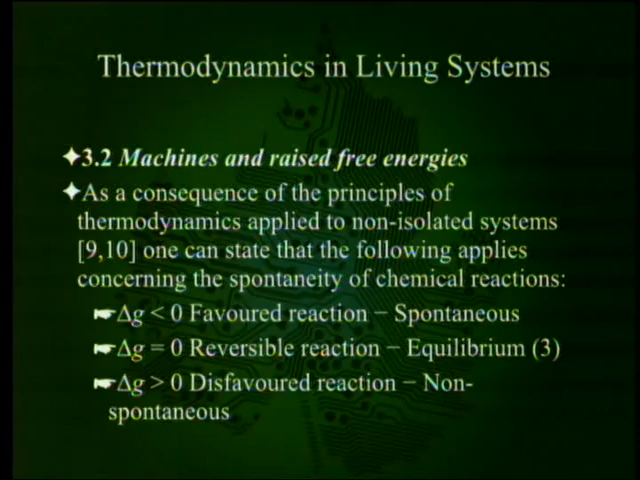 Thermodynamics in Living Systems
✦3.2 Machines and raised free energies
✦As a consequence of the principles of
thermodynamics applied to non-isolated systems
[9,10] one can state that the following applies
concerning the spontaneity of chemical reactions:
☛Δg < 0 Favoured reaction − Spontaneous
☛Δg = 0 Reversible reaction − Equilibrium (3)
☛Δg > 0 Disfavoured reaction − Non-
spontaneous